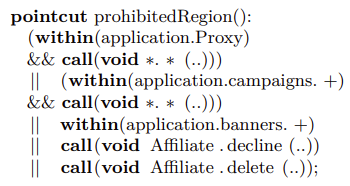 pointcut prohibitedRegion():
(within(application.Proxy)
&& call(void *. * (..)))
|| (within(application.campaigns. +)
&& call(void *. * (..)))
|| within(application.banners. +)
|| call(void Affiliate . decline (..))
|| call(void Affiliate . delete (..));